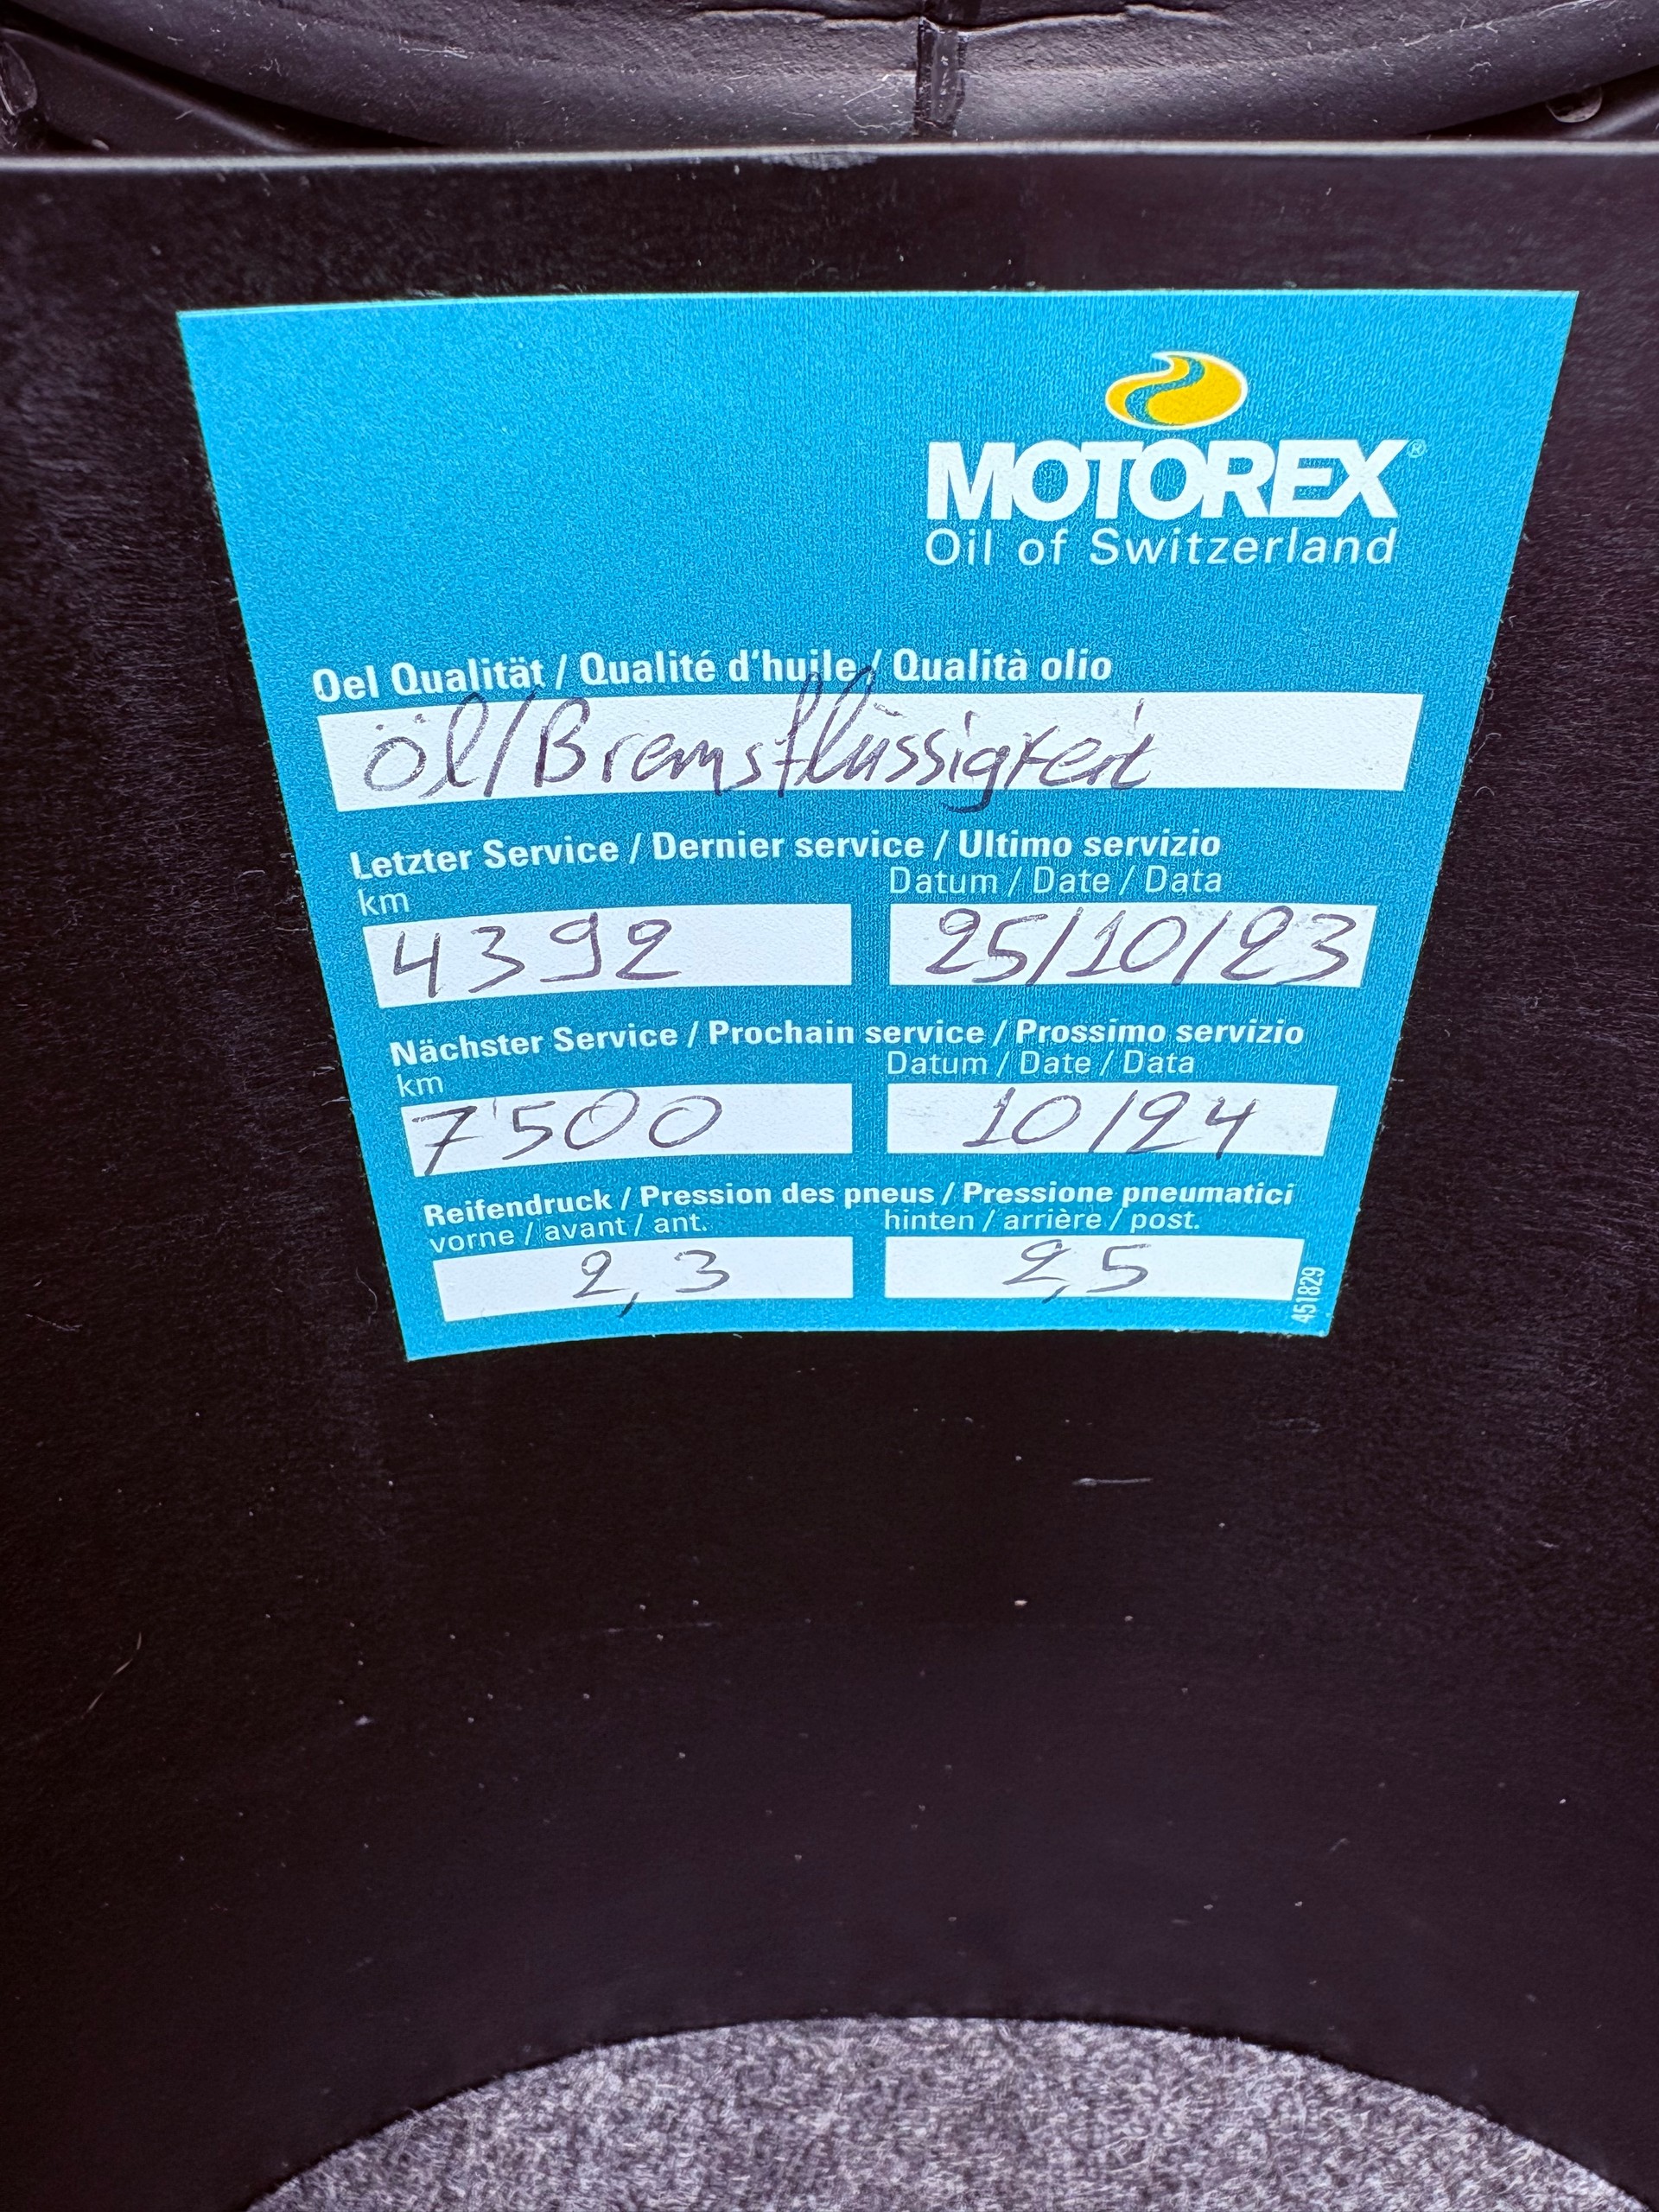 MOTOREX®
Oil of Switzerland
Oel Qualität / Qualité d'huile / Qualità olio
Öl/Bremsflüssigkeit
Letzter Service / Dernier service / Ultimo servizio
km Datum / Date / Data
4392 25/10/23
Nächster Service / Prochain service / Prossimo servizio
km Datum / Date / Data
7'500 10/24
Reifendruck / Pression des pneus / Pressione pneumatici
vorne / avant / ant. hinten / arrière / post.
2,3 2,5
451829